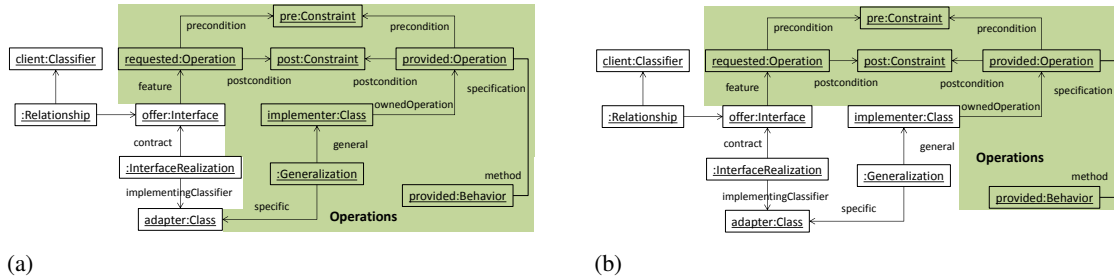 pre:Constraint
precondition
precondition
client:Classifier
requested:Operation
post:Constraint
provided:Operation
postcondition
postcondition
feature
specification
ownedOperation
:Relationship
offer:Interface
implementer:Class
contract
general
:InterfaceRealization
:Generalization
method
implementingClassifier
provided:Behavior
specific
adapter:Class
Operations
(a)
pre:Constraint
precondition
precondition
client:Classifier
requested:Operation
post:Constraint
provided:Operation
postcondition
postcondition
feature
specification
ownedOperation
:Relationship
offer:Interface
implementer:Class
contract
general
Operations
:InterfaceRealization
:Generalization
method
implementingClassifier
provided:Behavior
specific
adapter:Class
(b)